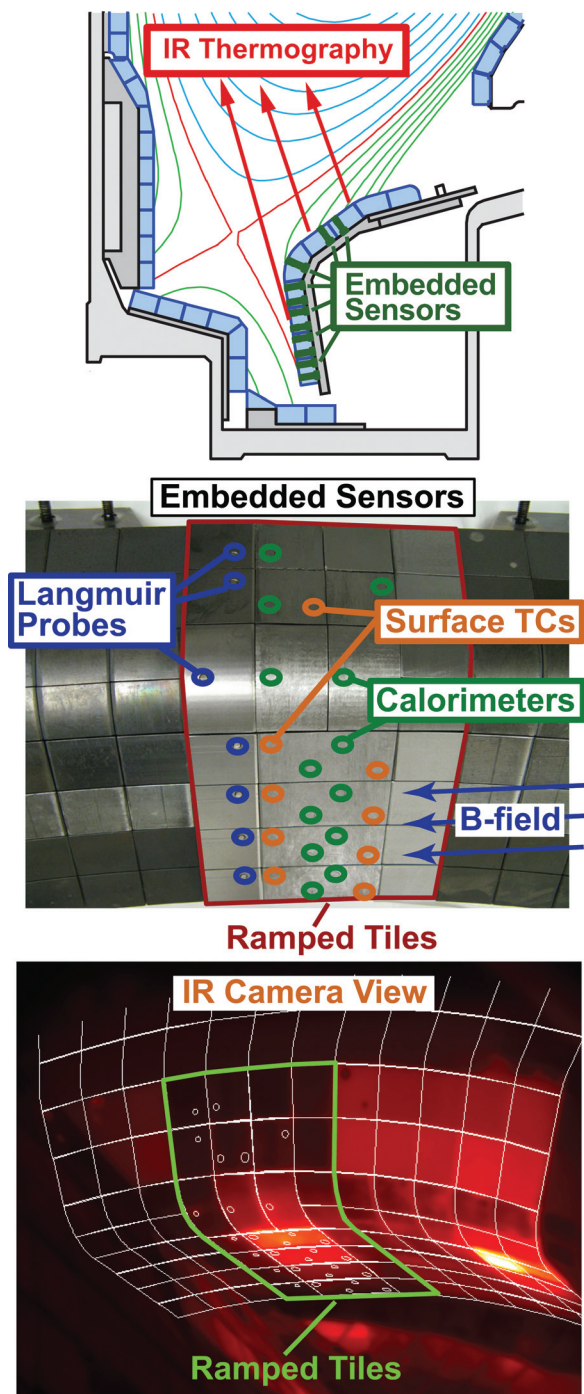 IR Thermography
Embedded
Sensors
Embedded Sensors
Langmuir
Probes
Surface TCs
Calorimeters
B-field
Ramped Tiles
IR Camera View
Ramped Tiles